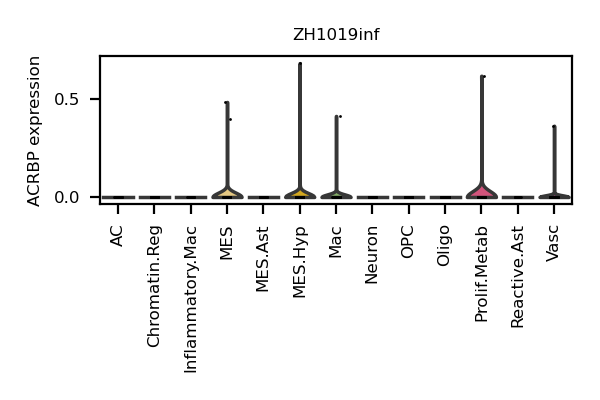 ZH1019inf
ACRBP expression
0.5
0.0
AC
Chromatin.Reg
Inflammatory.Mac
MES
MES.Ast
MES.Hyp
Mac
Neuron
OPC
Oligo
Prolif.Metab
Reactive.Ast
Vasc